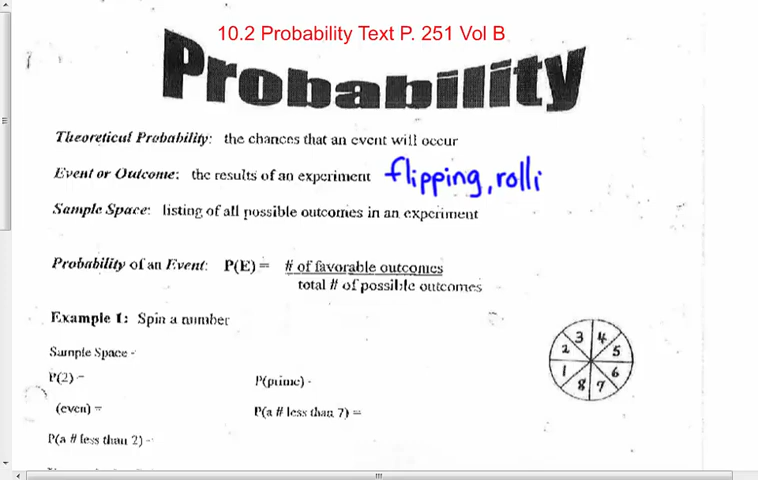 10.2 Probability Text P. 251 Vol B
Probability
Theoretical Probability: the chances that an event will occur
Event or Outcome: the results of an experiment flipping, rolli
Sample Space: listing of all possible outcomes in an experiment
Probability of an Event: P(E) = # of favorable outcomes
total # of possible outcomes
Example 1: Spin a number
Sample Space -
P(2) - P(prime) -
(even) = P(a # less than 7) =
P(a # less than 2) -
3 4
2 5
1 6
8 7